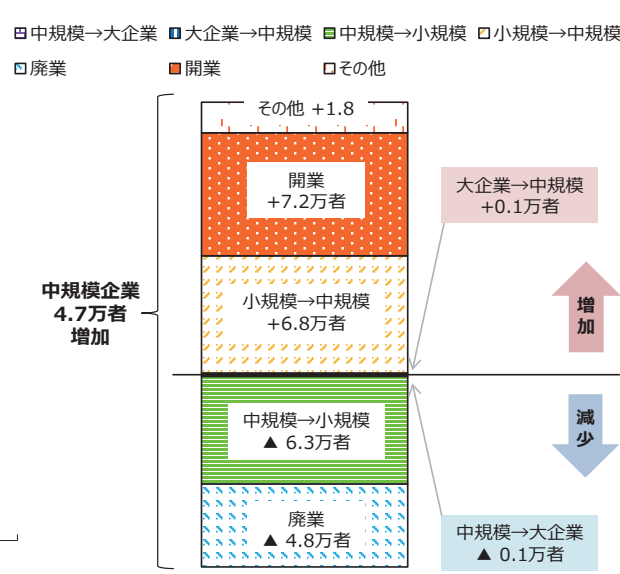 中規模→大企業 大企業→中規模 中規模→小規模 小規模→中規模
廃業 開業 その他
その他 +1.8
開業
+7.2万者
大企業→中規模
+0.1万者
中規模企業
4.7万者
増加
小規模→中規模
+6.8万者
増
加
中規模→小規模
▲ 6.3万者
減
少
廃業
▲ 4.8万者
中規模→大企業
▲ 0.1万者